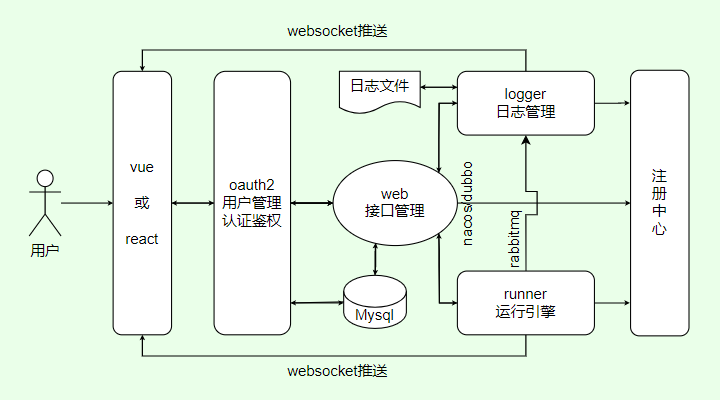 websocket推送
日志文件
logger
日志管理
vue
或
react
oauth2
用户管理
认证鉴权
web
接口管理
nacos/dubbo
rabbitmq
注
册
中
心
用户
Mysql
runner
运行引擎
websocket推送